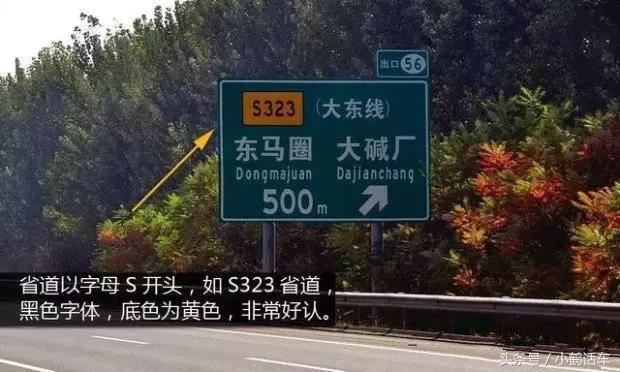 出口 56
S323 (大东线)
东马圈 大碱厂
Dongmajuan Dajianchang
500m
省道以字母 S 开头，如 S323 省道，
黑色字体，底色为黄色，非常好认。
头条号 / 小鹤话车